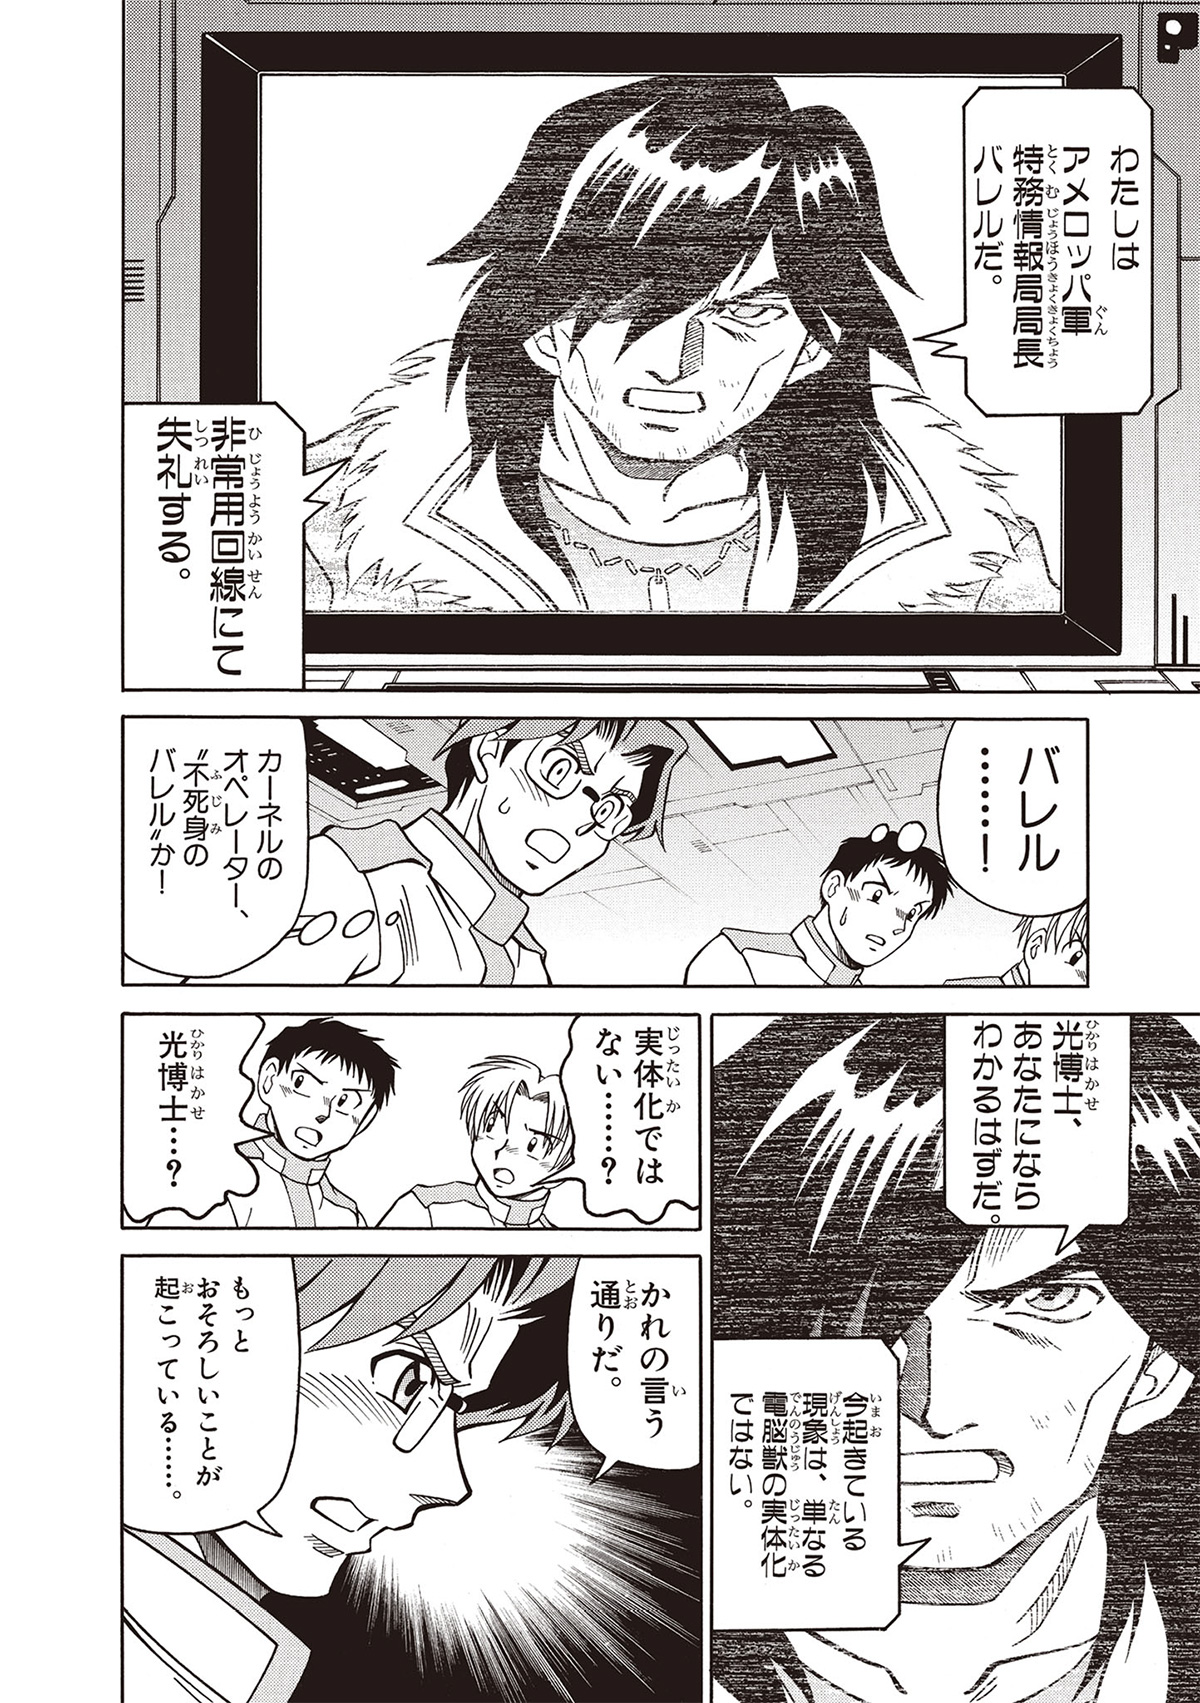 わたしは
アメロッパ軍
特務情報局局長
バレルだ。
非常用回線にて
失礼する。
バレル
………!
カーネルの
オペレーター、
〝不死身の
バレル〟か!
光博士、
あなたになら
わかるはずだ。
今起きている
現象は、単なる
電脳獣の実体化
ではない。
実体化では
ない……?
光博士…?
かれの言う
通りだ。
もっと
おそろしいことが
起こっている……。